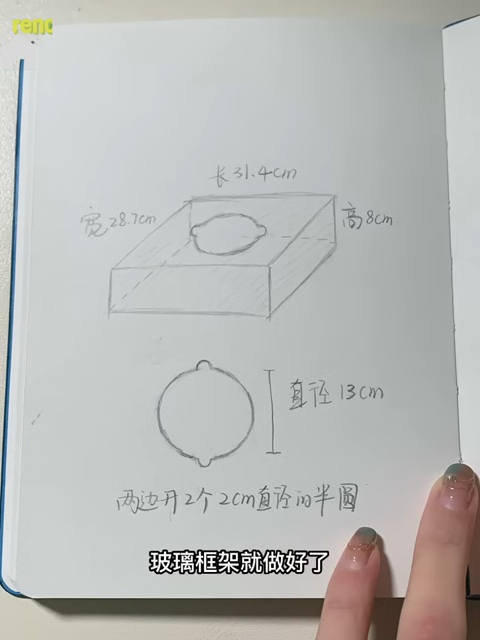 长31.4cm
宽28.7cm
高8cm
直径13cm
两边开2个2cm直径的半圆
玻璃框架就做好了